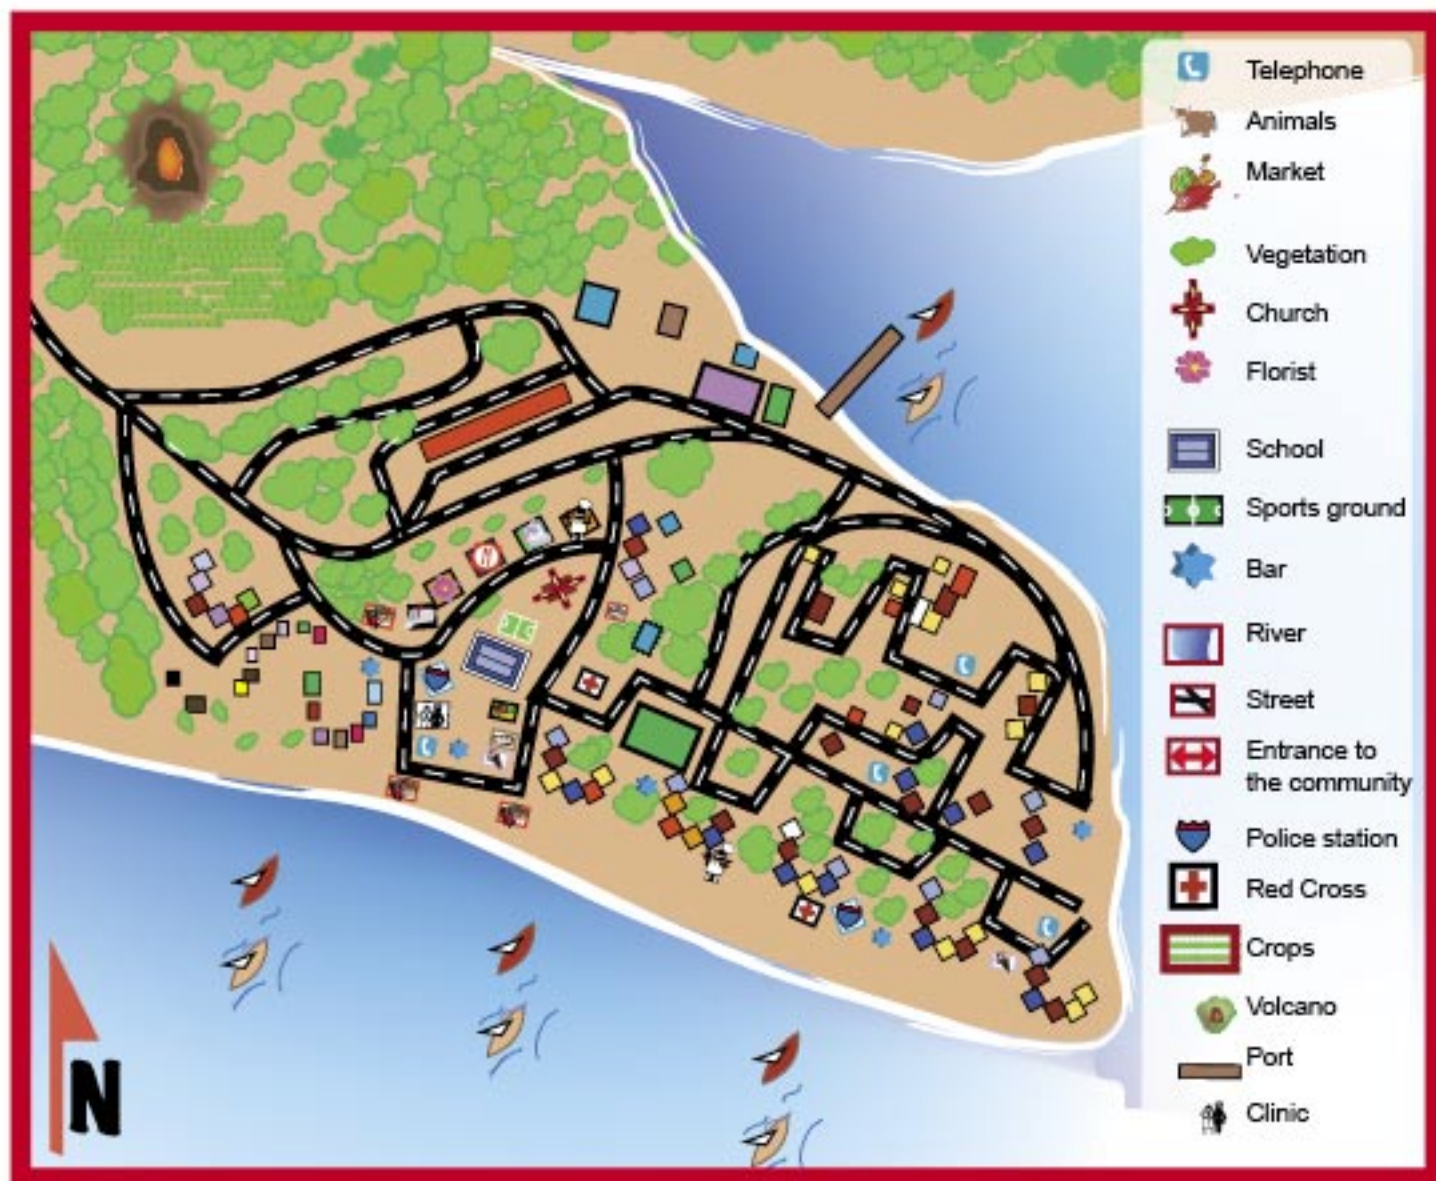 Telephone
Animals
Market
Vegetation
Church
Florist
School
Sports ground
Bar
River
Street
Entrance to
the community
Police station
Red Cross
Crops
Volcano
Port
Clinic
N